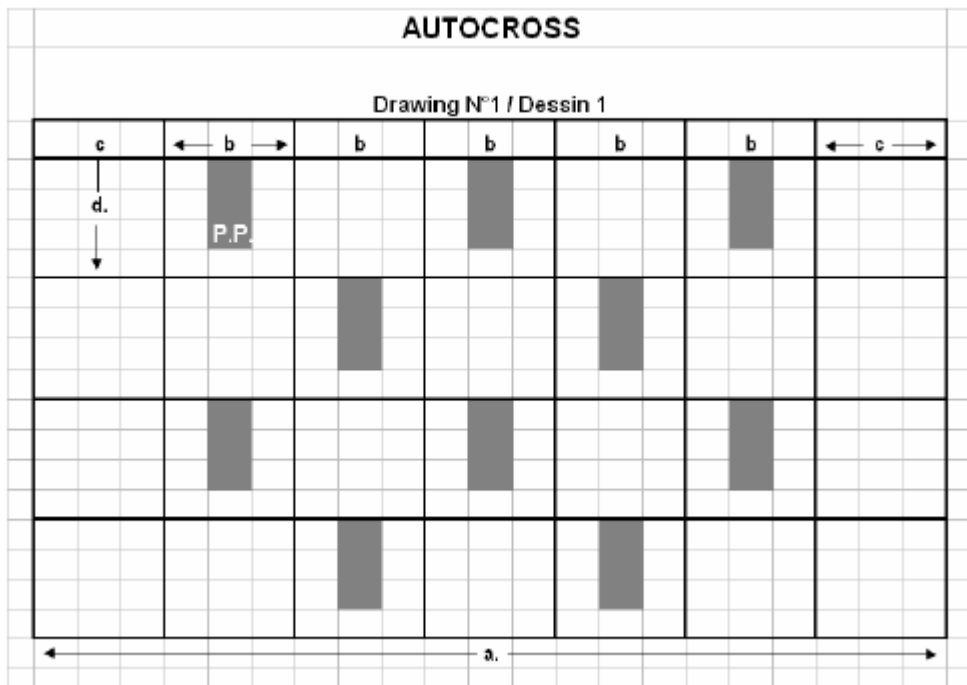 AUTOCROSS
Drawing N°1 / Dessin 1
c b b b b b c
d.
P.P.
a.